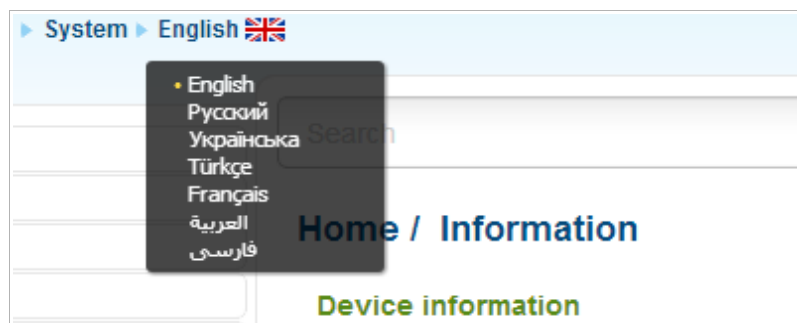 System English
English
Русский
Українська
Türkçe
Français
العربية
فارسی
Search
Home / Information
Device information